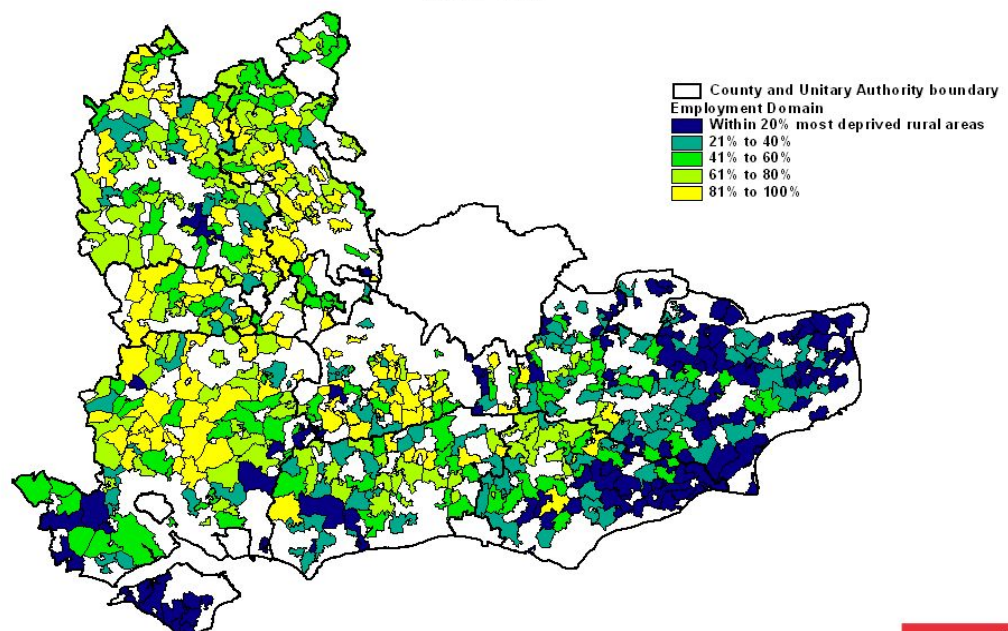 County and Unitary Authority boundary
Employment Domain
Within 20% most deprived rural areas
21% to 40%
41% to 60%
61% to 80%
81% to 100%